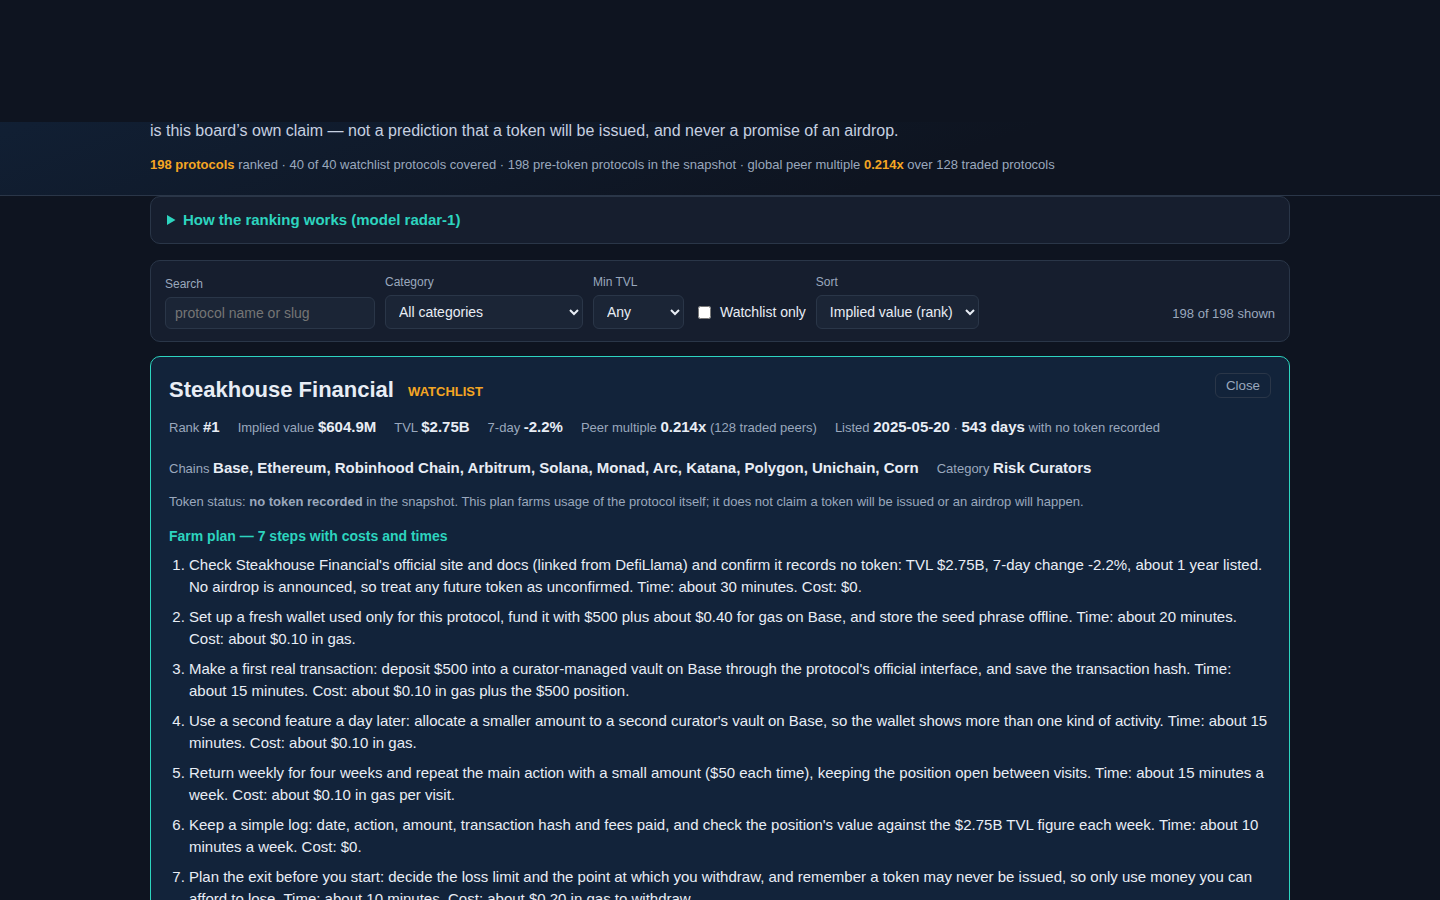 is this board’s own claim — not a prediction that a token will be issued, and never a promise of an airdrop.
198 protocols ranked · 40 of 40 watchlist protocols covered · 198 pre-token protocols in the snapshot · global peer multiple 0.214x over 128 traded protocols
▶ How the ranking works (model radar-1)
Search
Category
Min TVL
Sort
protocol name or slug
All categories
Any
Watchlist only
Implied value (rank)
198 of 198 shown
Steakhouse Financial WATCHLIST
Close
Rank #1 Implied value $604.9M TVL $2.75B 7-day -2.2% Peer multiple 0.214x (128 traded peers) Listed 2025-05-20 · 543 days with no token recorded
Chains Base, Ethereum, Robinhood Chain, Arbitrum, Solana, Monad, Arc, Katana, Polygon, Unichain, Corn Category Risk Curators
Token status: no token recorded in the snapshot. This plan farms usage of the protocol itself; it does not claim a token will be issued or an airdrop will happen.
Farm plan — 7 steps with costs and times
1. Check Steakhouse Financial's official site and docs (linked from DefiLlama) and confirm it records no token: TVL $2.75B, 7-day change -2.2%, about 1 year listed.
No airdrop is announced, so treat any future token as unconfirmed. Time: about 30 minutes. Cost: $0.
2. Set up a fresh wallet used only for this protocol, fund it with $500 plus about $0.40 for gas on Base, and store the seed phrase offline. Time: about 20 minutes.
Cost: about $0.10 in gas.
3. Make a first real transaction: deposit $500 into a curator-managed vault on Base through the protocol's official interface, and save the transaction hash. Time:
about 15 minutes. Cost: about $0.10 in gas plus the $500 position.
4. Use a second feature a day later: allocate a smaller amount to a second curator's vault on Base, so the wallet shows more than one kind of activity. Time: about 15
minutes. Cost: about $0.10 in gas.
5. Return weekly for four weeks and repeat the main action with a small amount ($50 each time), keeping the position open between visits. Time: about 15 minutes a
week. Cost: about $0.10 in gas per visit.
6. Keep a simple log: date, action, amount, transaction hash and fees paid, and check the position's value against the $2.75B TVL figure each week. Time: about 10
minutes a week. Cost: $0.
7. Plan the exit before you start: decide the loss limit and the point at which you withdraw, and remember a token may never be issued, so only use money you can
afford to lose. Time: about 10 minutes. Cost: about $0.20 in gas to withdraw.